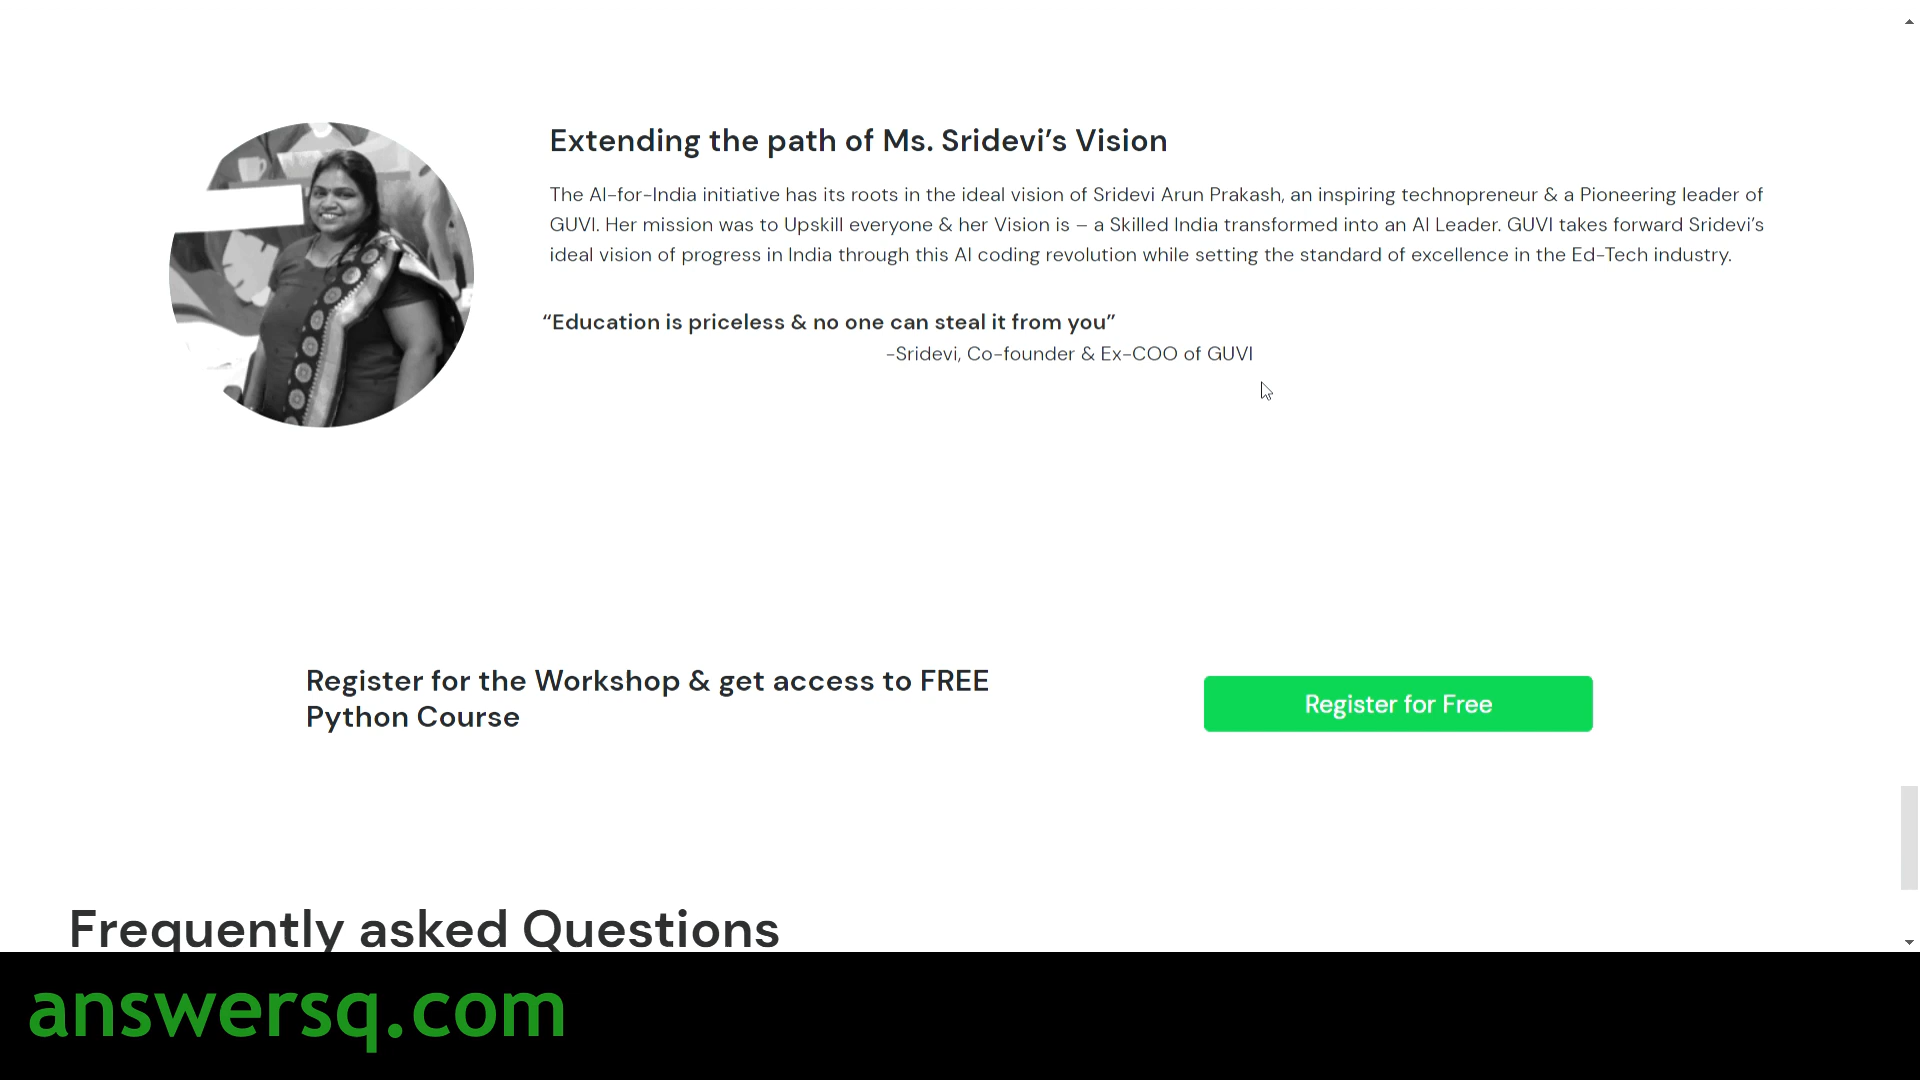 Extending the path of Ms. Sridevi’s Vision
The AI-for-India initiative has its roots in the ideal vision of Sridevi Arun Prakash, an inspiring technopreneur & a Pioneering leader of
GUVI. Her mission was to Upskill everyone & her Vision is – a Skilled India transformed into an AI Leader. GUVI takes forward Sridevi’s
ideal vision of progress in India through this AI coding revolution while setting the standard of excellence in the Ed-Tech industry.
“Education is priceless & no one can steal it from you”
-Sridevi, Co-founder & Ex-COO of GUVI
Register for the Workshop & get access to FREE
Python Course
Register for Free
Frequently asked Questions
answersq.com